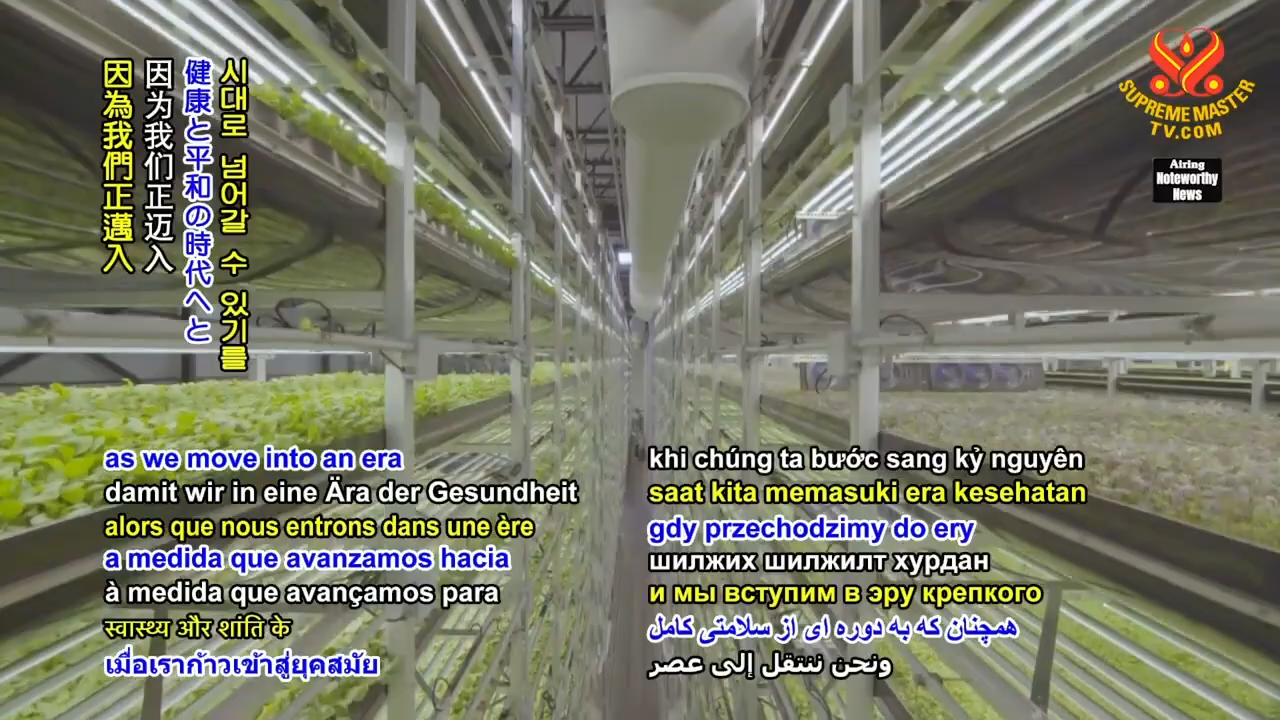 시대로 넘어갈 수 있기를
健康と平和の時代へと
因为我们正迈入
因為我們正邁入
SUPREME MASTER
TV.COM
Airing
Noteworthy
News
as we move into an era
damit wir in eine Ära der Gesundheit
alors que nous entrons dans une ère
a medida que avanzamos hacia
à medida que avançamos para
स्वास्थ्य और शांति के
เมื่อเราก้าวเข้าสู่ยุคสมัย
khi chúng ta bước sang kỷ nguyên
saat kita memasuki era kesehatan
gdy przechodzimy do ery
шилжих шилжилт хурдан
и мы вступим в эру крепкого
همچنان که به دوره ای از سلامتی کامل
ونحن ننتقل إلى عصر